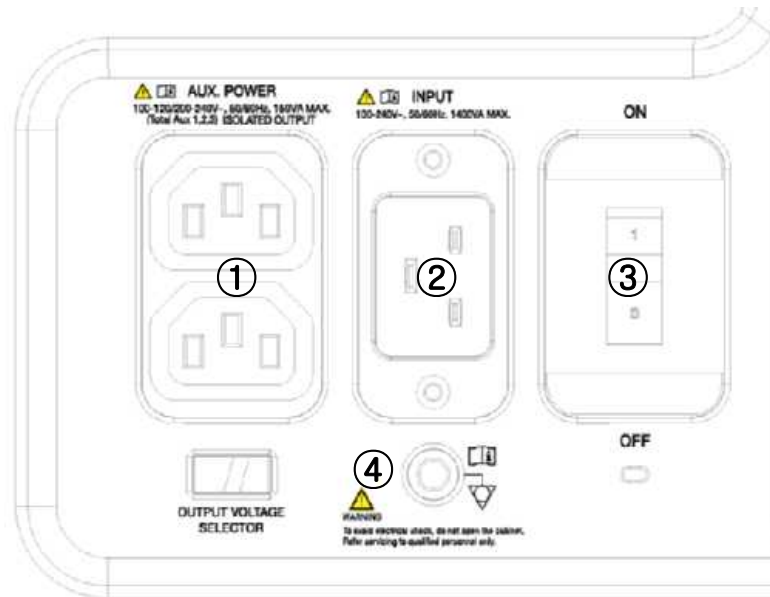 AUX. POWER
100-120/200-240V~, 50/60Hz, 150VA MAX.
(Total Aux 1,2,3) ISOLATED OUTPUT
INPUT
100-240V~, 50/60Hz, 1400VA MAX.
ON
①
②
③
1
OFF
④
OUTPUT VOLTAGE
SELECTOR
WARNING
To avoid electrical shock, do not open the cabinet.
Refer servicing to qualified personnel only.